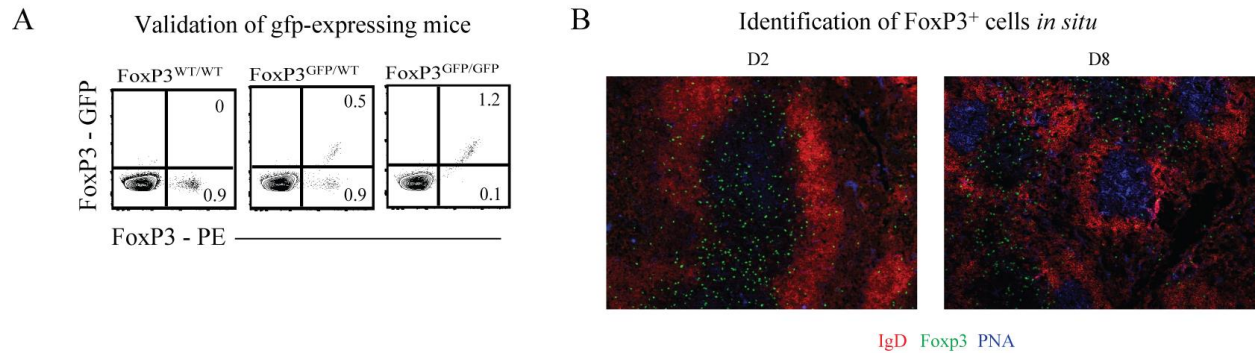 A
Validation of gfp-expressing mice
FoxP3WT/WT
FoxP3GFP/WT
FoxP3GFP/GFP
FoxP3 - GFP
0
0.9
0.5
0.9
1.2
0.1
FoxP3 - PE
B
Identification of FoxP3+ cells in situ
D2
D8
IgD Foxp3 PNA